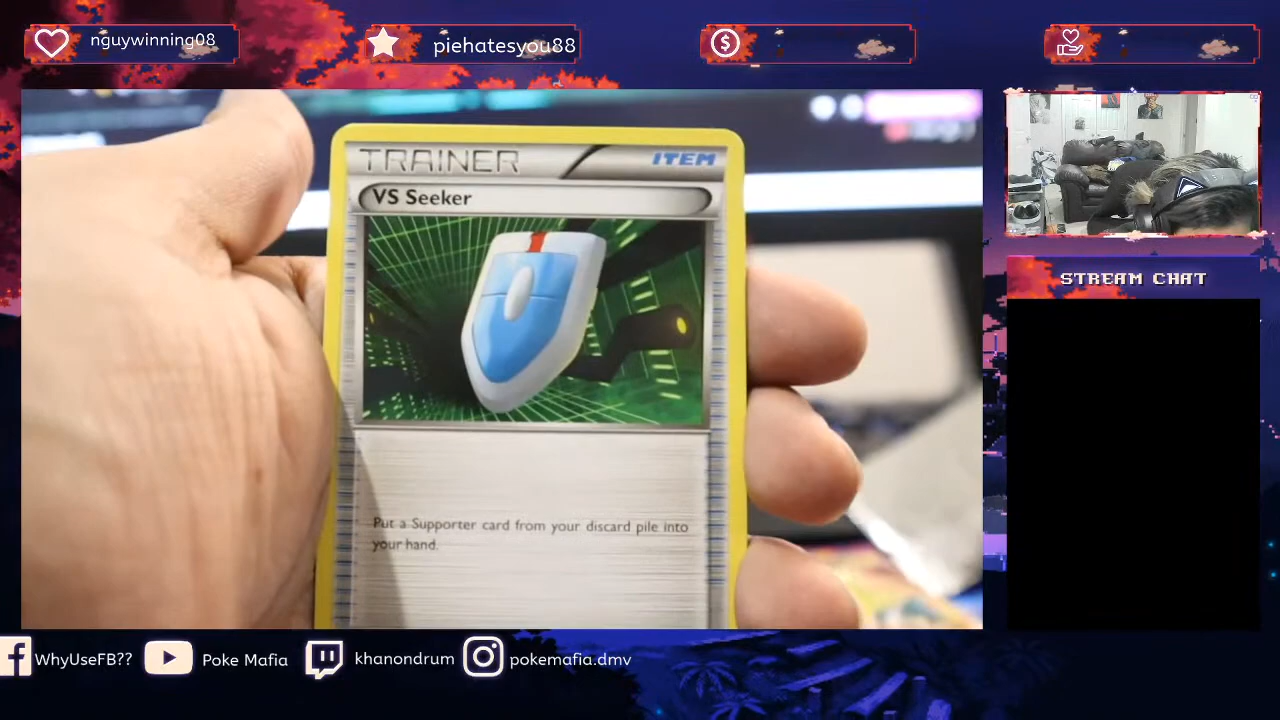 nguywinning08
piehatesyou88
TRAINER
ITEM
VS Seeker
Put a Supporter card from your discard pile into
your hand.
STREAM CHAT
WhyUseFB??
Poke Mafia
khanondrum
pokemafia.dmv